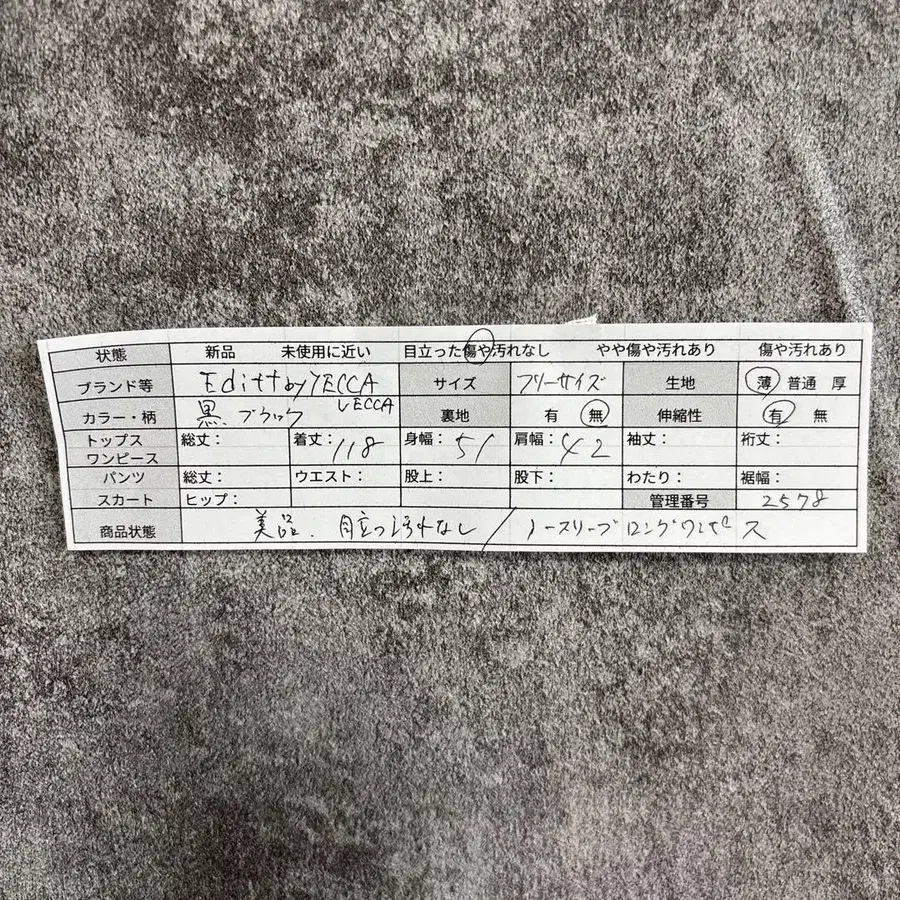 状態 新品 未使用に近い 目立った傷や汚れなし やや傷や汚れあり 傷や汚れあり
ブランド等 Editt by YECCA VECCA サイズ フリーサイズ 生地 薄 普通 厚
カラー・柄 黒 ブラック 裏地 有 無 伸縮性 有 無
トップス ワンピース 総丈: 着丈:118 身幅:51 肩幅:42 袖丈: 裄丈:
パンツ 総丈: ウエスト: 股上: 股下: わたり: 裾幅:
スカート ヒップ: 管理番号 2578
商品状態 美品、目立つ汚れなし/ノースリーブロングワンピース